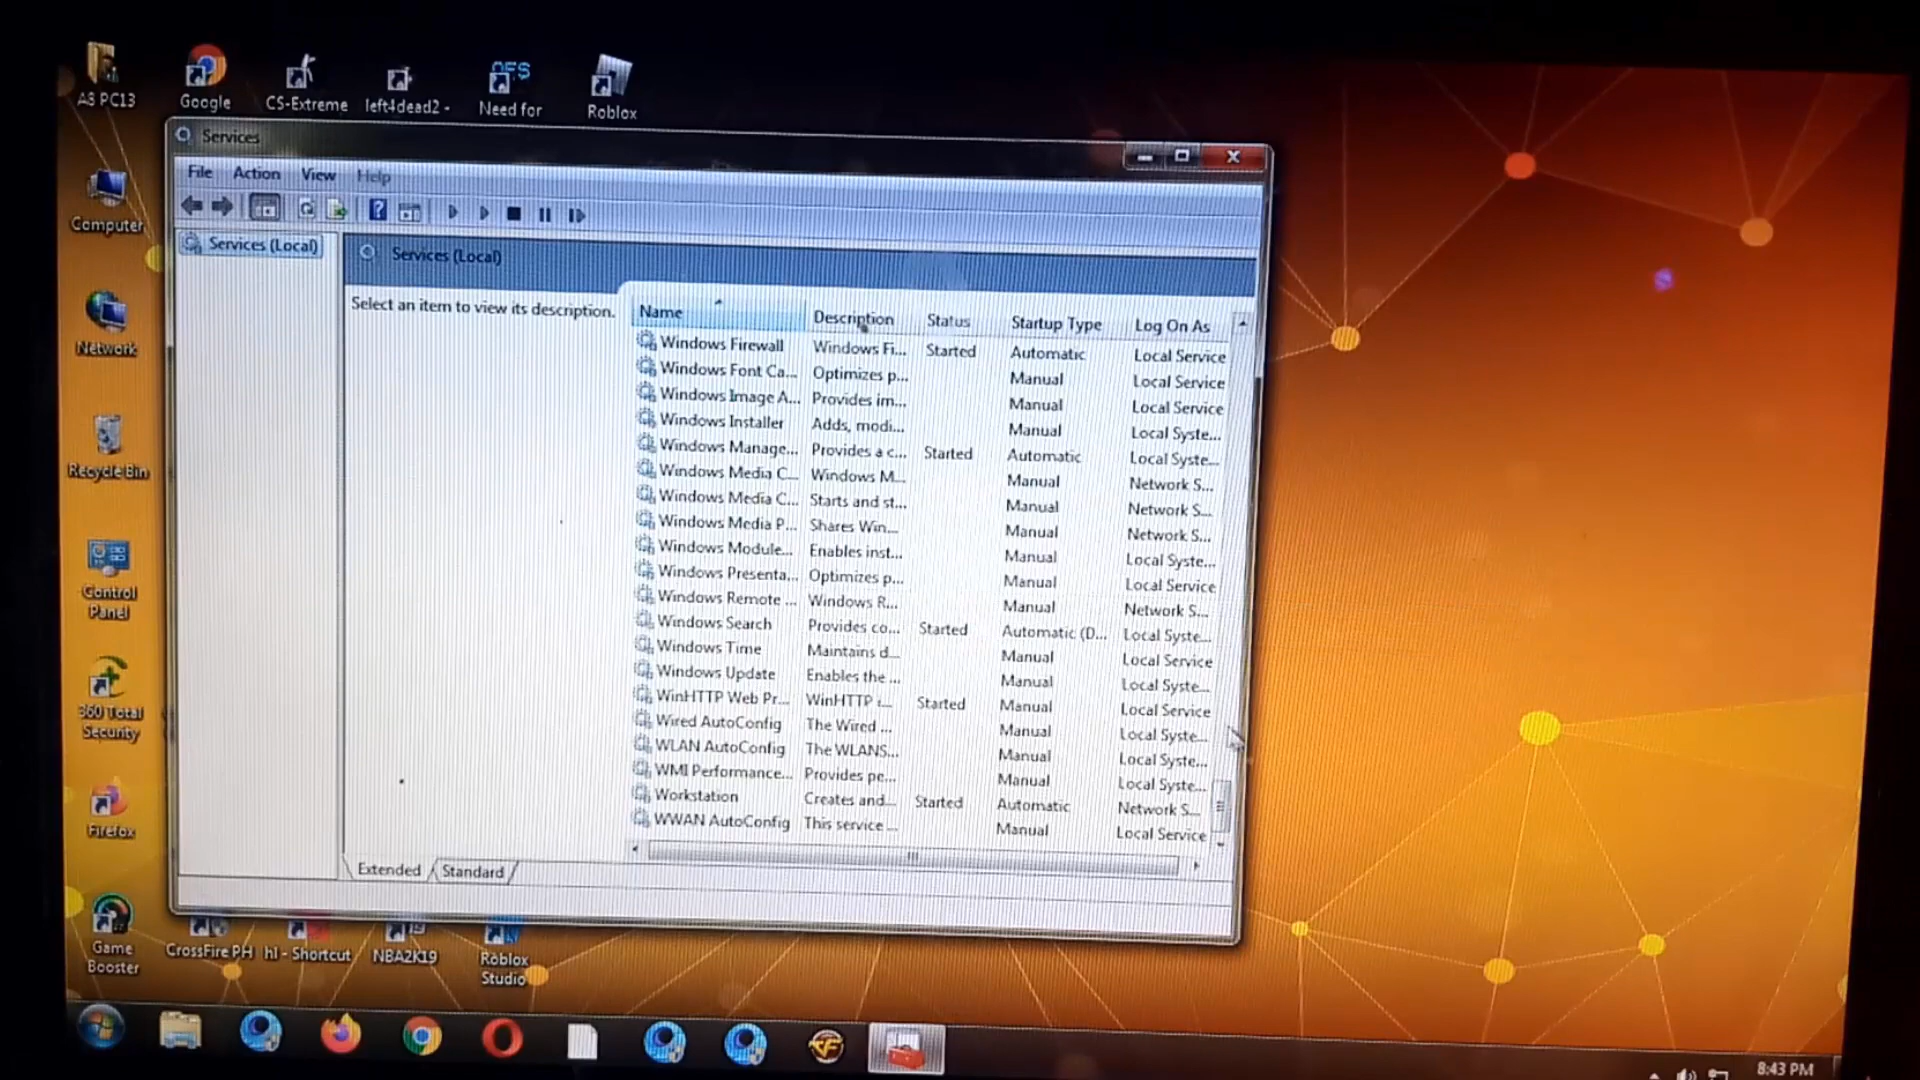 A8 PC13
Google
CS-Extreme
left4dead2 -
Need for
Roblox
Services
File Action View Help
Services (Local)
Services (Local)
Select an item to view its description.
Name Description Status Startup Type Log On As
Windows Firewall Windows Fi... Started Automatic Local Service
Windows Font Ca... Optimizes p... Manual Local Service
Windows Image A... Provides im... Manual Local Service
Windows Installer Adds, modi... Manual Local Syste...
Windows Manage... Provides a c... Started Automatic Local Syste...
Windows Media C... Windows M... Manual Network S...
Windows Media C... Starts and st... Manual Network S...
Windows Media P... Shares Win... Manual Network S...
Windows Module... Enables inst... Manual Local Syste...
Windows Presenta... Optimizes p... Manual Local Service
Windows Remote ... Windows R... Manual Network S...
Windows Search Provides co... Started Automatic (D... Local Syste...
Windows Time Maintains d... Manual Local Service
Windows Update Enables the ... Manual Local Syste...
WinHTTP Web Pr... WinHTTP i... Started Manual Local Service
Wired AutoConfig The Wired ... Manual Local Syste...
WLAN AutoConfig The WLANS... Manual Local Syste...
WMI Performance... Provides pe... Manual Local Syste...
Workstation Creates and... Started Automatic Network S...
WWAN AutoConfig This service ... Manual Local Service
Extended Standard
Computer
Network
Recycle Bin
Control
Panel
360 Total
Security
Firefox
Game
Booster
CrossFire PH
hl - Shortcut
NBA2K19
Roblox
Studio
8:43 PM